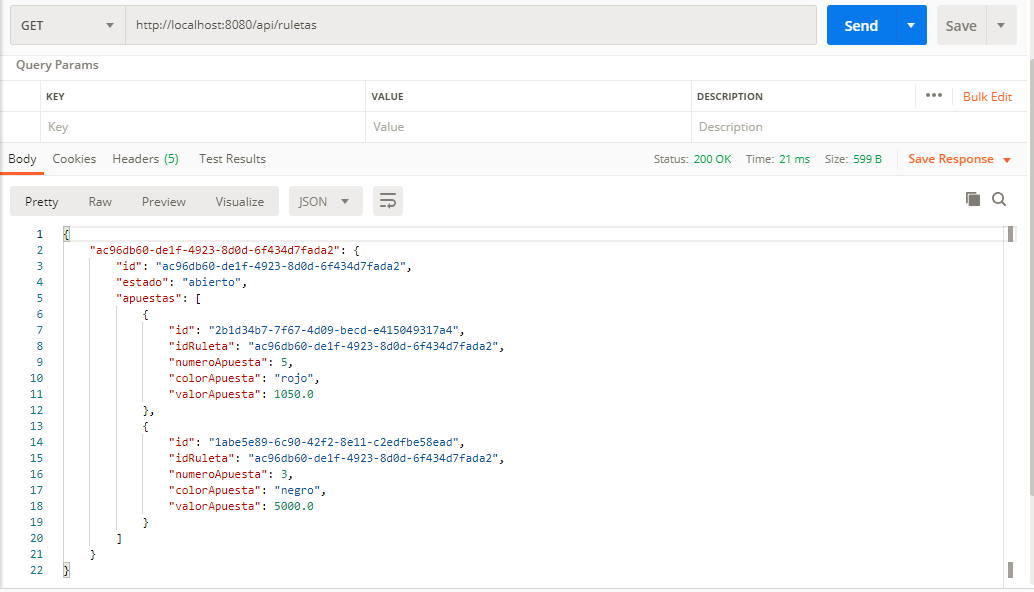 GET http://localhost:8080/api/ruletas Send Save
Query Params
KEY VALUE DESCRIPTION ••• Bulk Edit
Key Value Description
Body Cookies Headers (5) Test Results Status: 200 OK Time: 21 ms Size: 599 B Save Response
Pretty Raw Preview Visualize JSON
1 {
2 "ac96db60-de1f-4923-8d0d-6f434d7fada2": {
3 "id": "ac96db60-de1f-4923-8d0d-6f434d7fada2",
4 "estado": "abierto",
5 "apuestas": [
6 {
7 "id": "2b1d34b7-7f67-4d09-becd-e415049317a4",
8 "idRuleta": "ac96db60-de1f-4923-8d0d-6f434d7fada2",
9 "numeroApuesta": 5,
10 "colorApuesta": "rojo",
11 "valorApuesta": 1050.0
12 },
13 {
14 "id": "1abe5e89-6c90-42f2-8e11-c2edfbe58ead",
15 "idRuleta": "ac96db60-de1f-4923-8d0d-6f434d7fada2",
16 "numeroApuesta": 3,
17 "colorApuesta": "negro",
18 "valorApuesta": 5000.0
19 }
20 ]
21 }
22 }